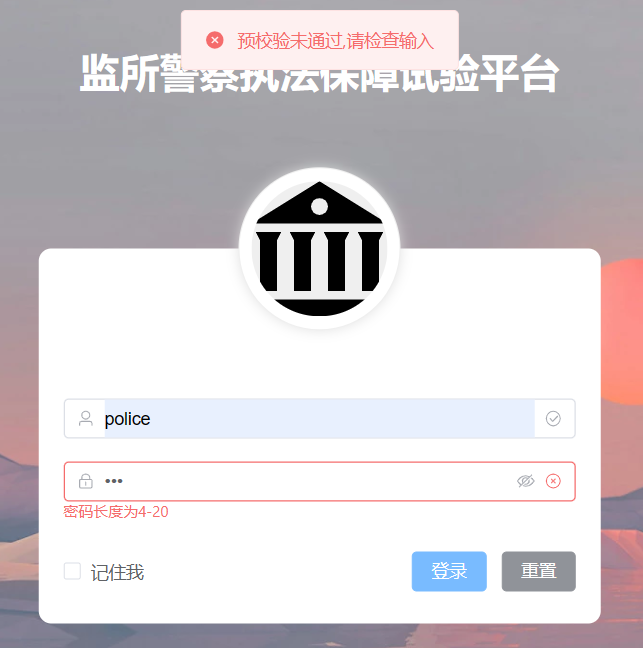 预校验未通过,请检查输入
监所警察执法保障试验平台
police
•••
密码长度为4-20
记住我
登录
重置